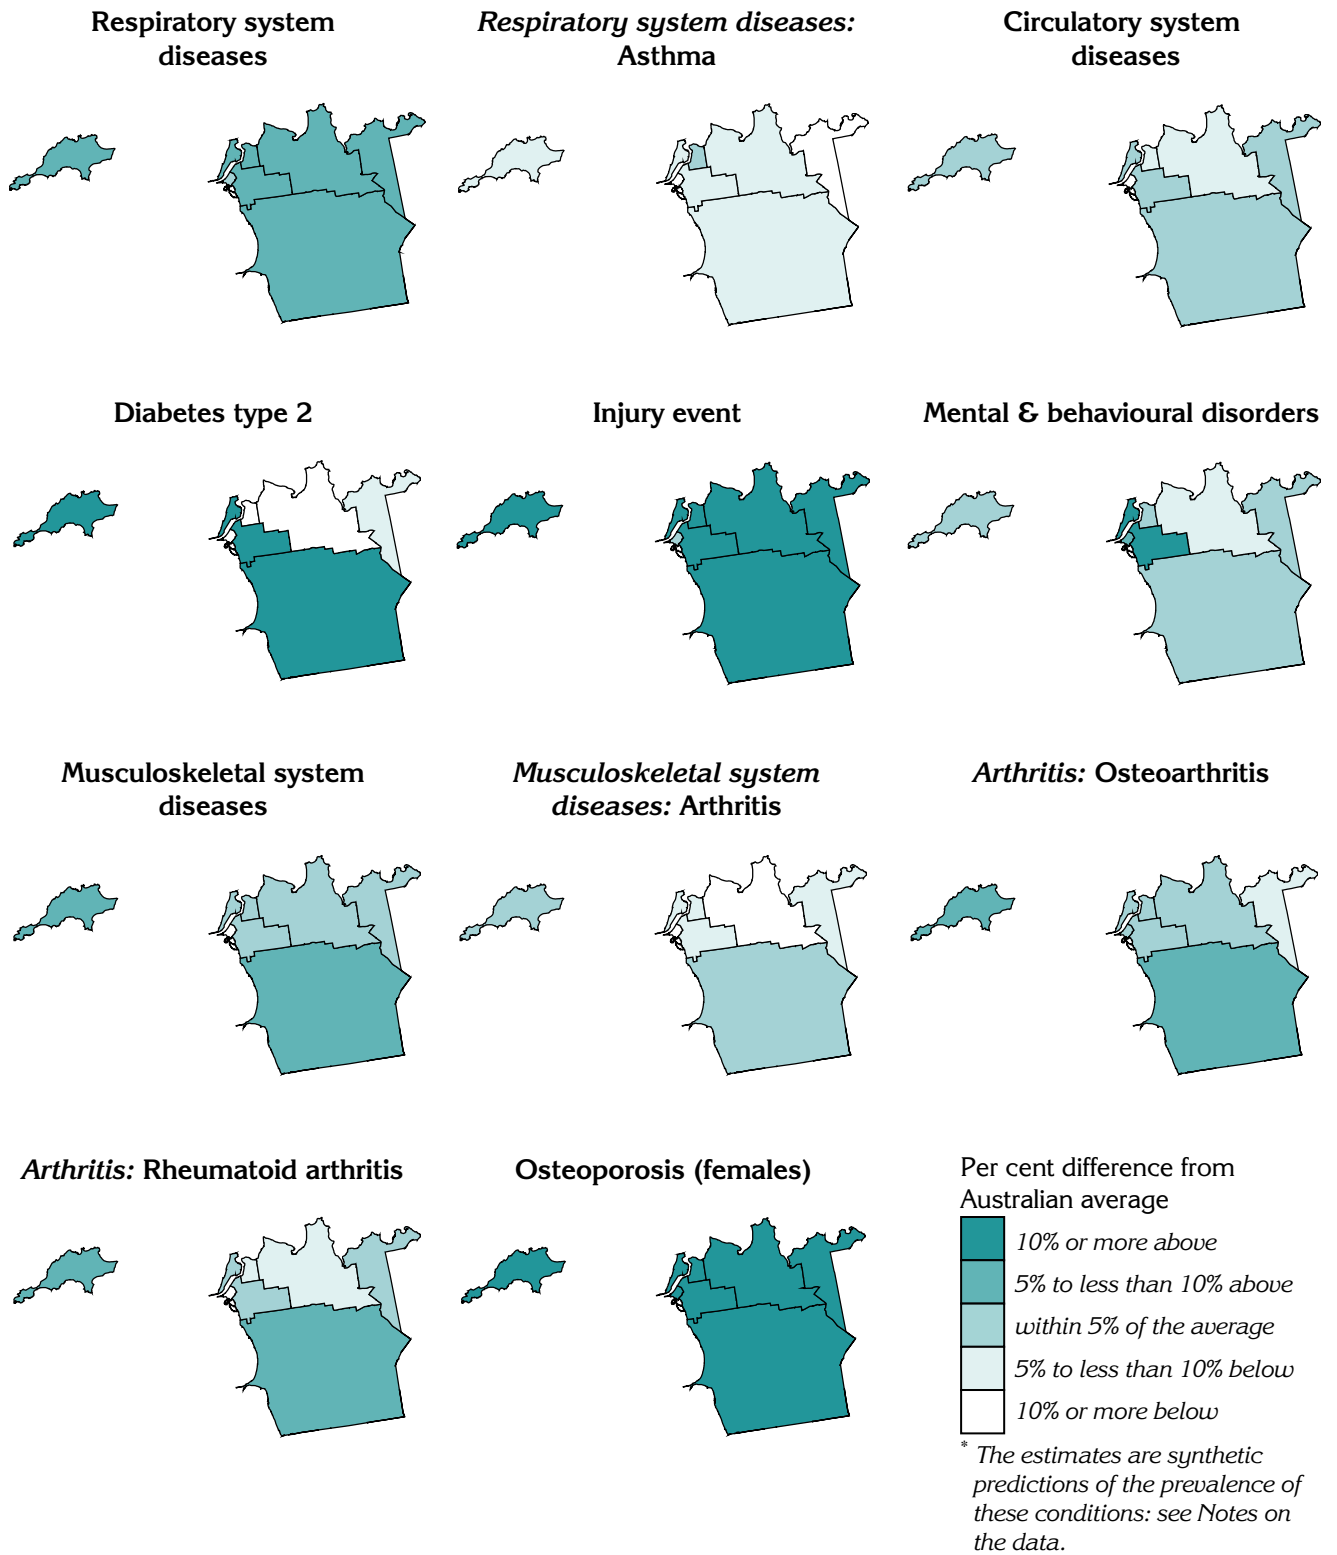 Respiratory system
diseases
Respiratory system diseases:
Asthma
Circulatory system
diseases
Diabetes type 2
Injury event
Mental & behavioural disorders
Musculoskeletal system
diseases
Musculoskeletal system
diseases: Arthritis
Arthritis: Osteoarthritis
Arthritis: Rheumatoid arthritis
Osteoporosis (females)
Per cent difference from
Australian average
10% or more above
5% to less than 10% above
within 5% of the average
5% to less than 10% below
10% or more below
* The estimates are synthetic
predictions of the prevalence of
these conditions: see Notes on
the data.